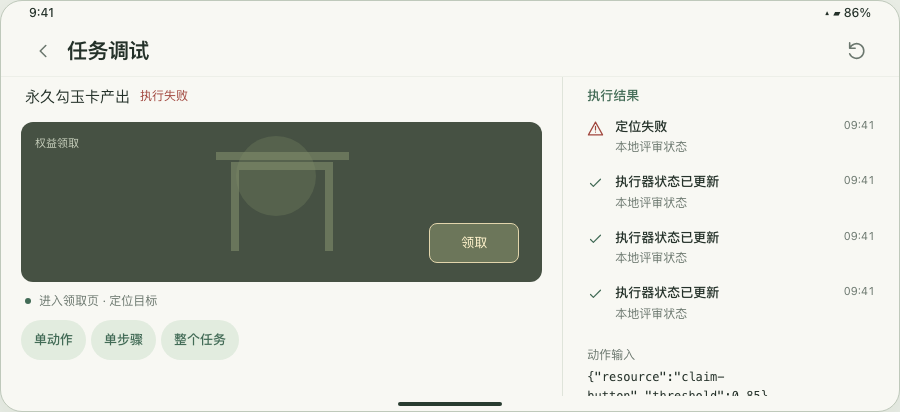 9:41
86%
任务调试
永久勾玉卡产出 执行失败
权益领取
领取
进入领取页 · 定位目标
单动作 单步骤 整个任务
执行结果
定位失败 09:41
本地评审状态
执行器状态已更新 09:41
本地评审状态
执行器状态已更新 09:41
本地评审状态
执行器状态已更新 09:41
本地评审状态
动作输入
{"resource":"claim-
button","threshold":0.85}